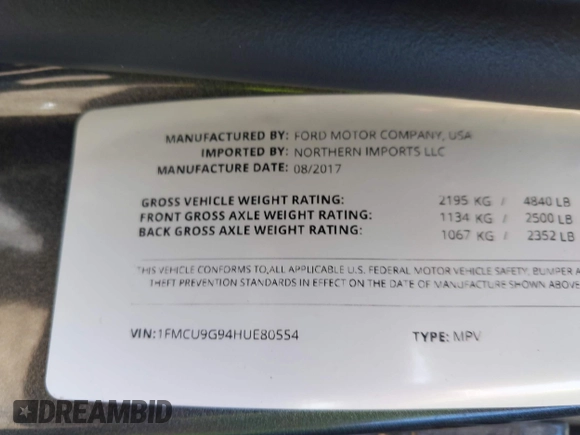 MANUFACTURED BY: FORD MOTOR COMPANY, USA
IMPORTED BY: NORTHERN IMPORTS LLC
MANUFACTURE DATE: 08/2017
GROSS VEHICLE WEIGHT RATING: 2195 KG / 4840 LB
FRONT GROSS AXLE WEIGHT RATING: 1134 KG / 2500 LB
BACK GROSS AXLE WEIGHT RATING: 1067 KG / 2352 LB
THIS VEHICLE CONFORMS TO,ALL APPLICABLE U.S. FEDERAL MOTOR VEHICLE SAFETY, BUMPER A
THEFT PREVENTION STANDARDS IN EFFECT ON THE DATE OF MANUFACTURE SHOWN ABOVE
VIN:1FMCU9G94HUE80554 TYPE: MPV
DREAMBID